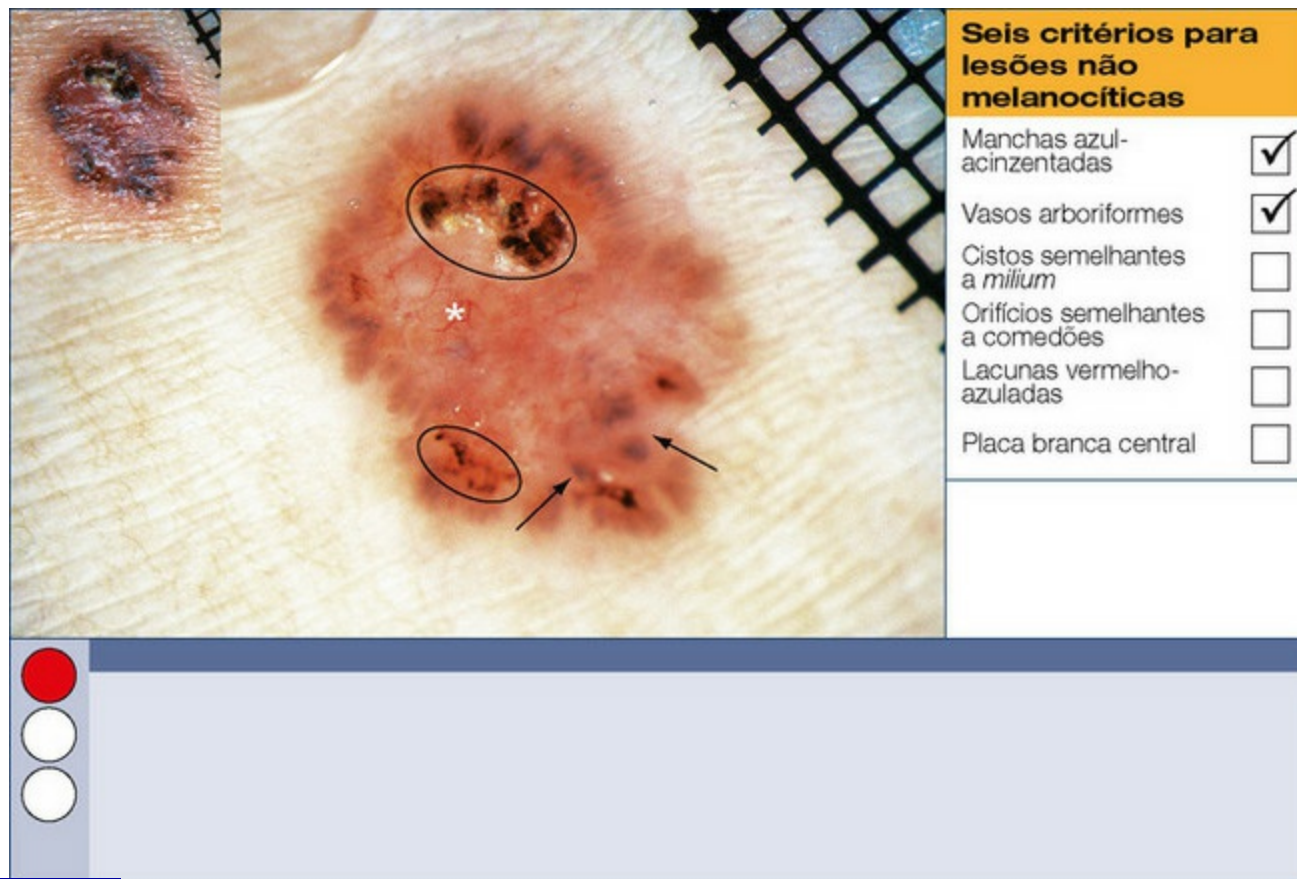 Seis critérios para
lesões não
melanocíticas
Manchas azul-
acinzentadas
Vasos arboriformes
Cistos semelhantes
a milium
Orifícios semelhantes
a comedões
Lacunas vermelho-
azuladas
Placa branca central
*